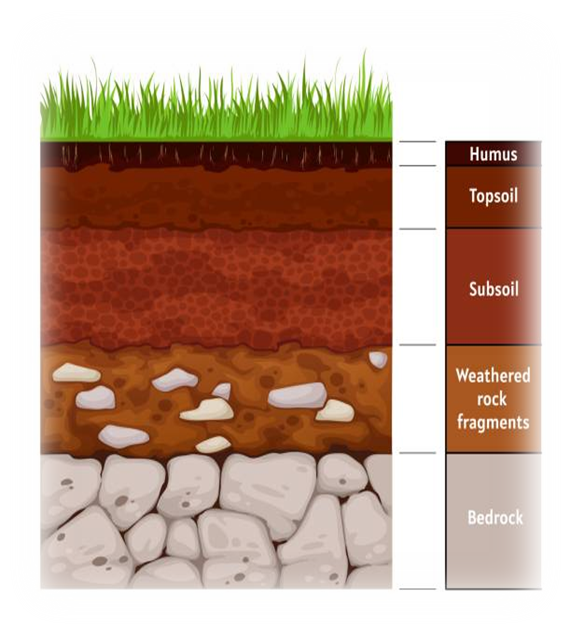 Humus
Topsoil
Subsoil
Weathered
rock
fragments
Bedrock